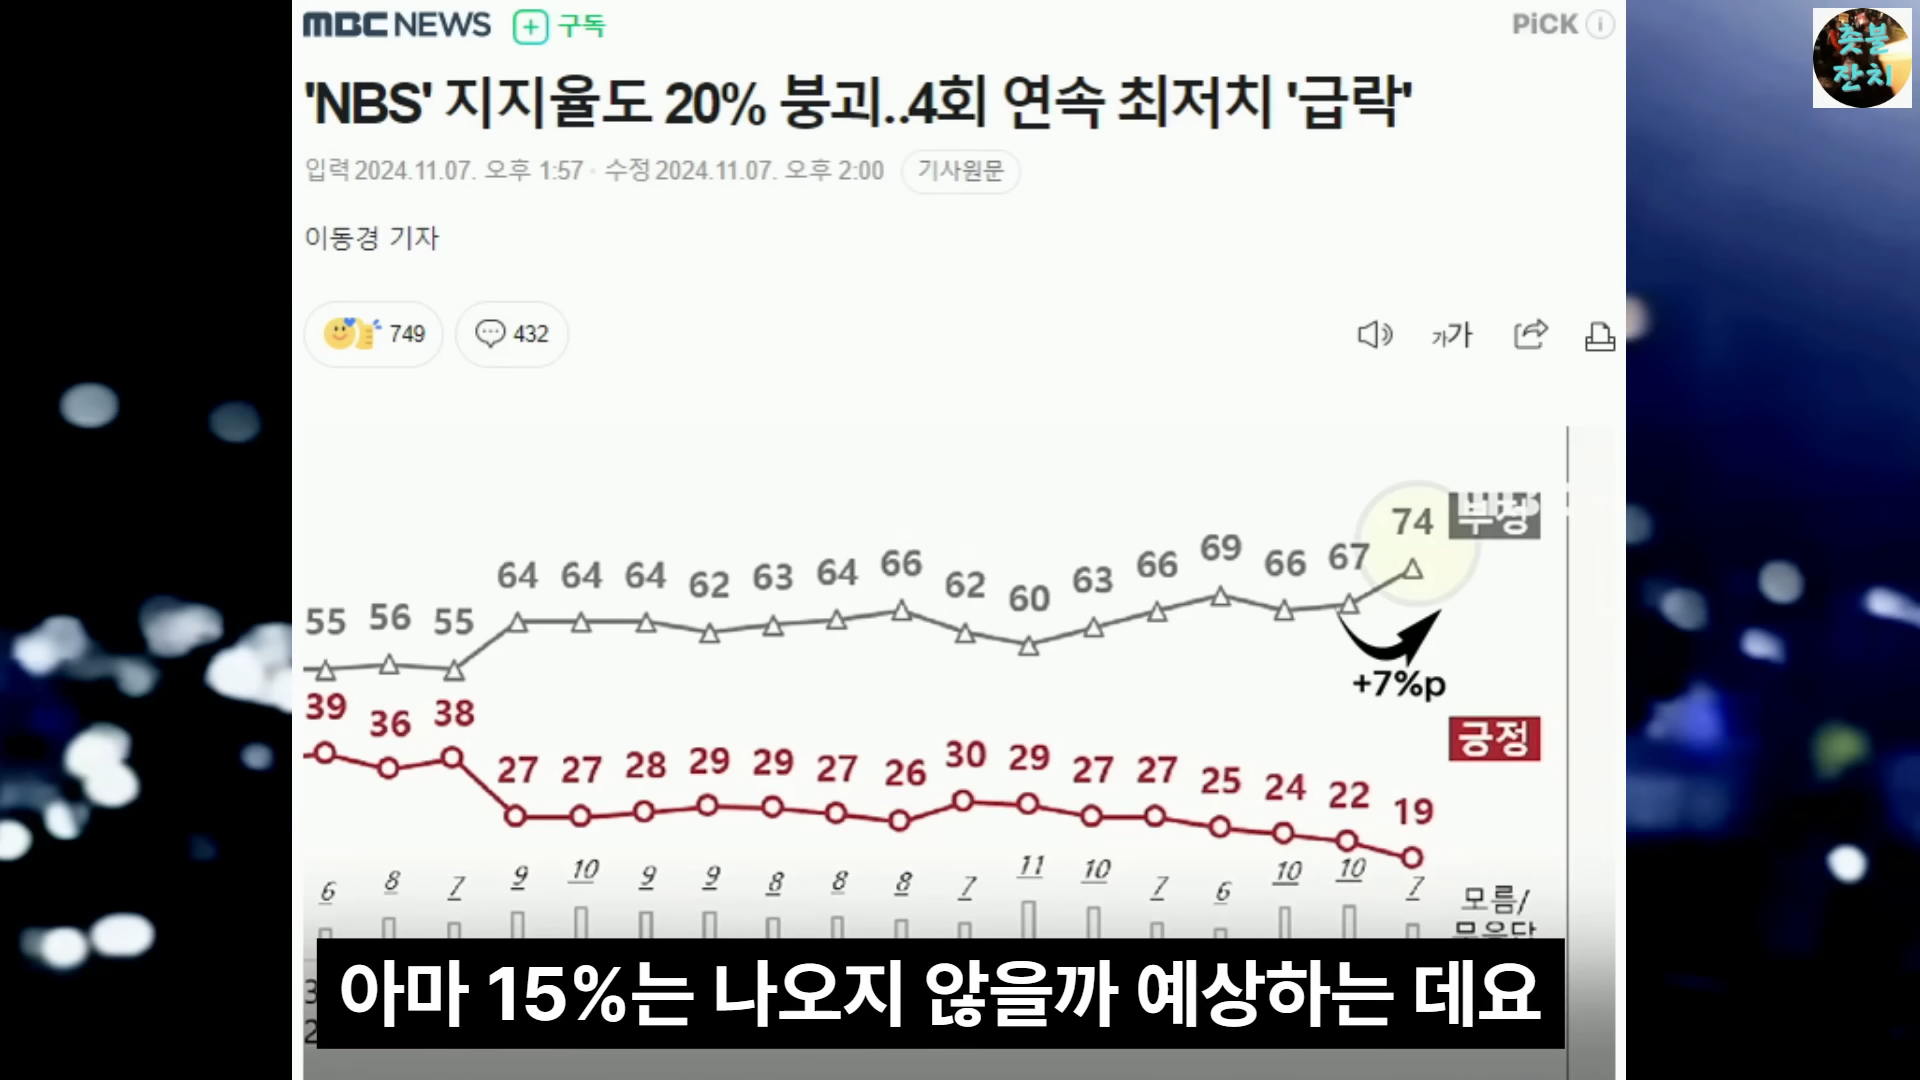 MBC NEWS + 구독
PiCK i
촛불
잔치
'NBS' 지지율도 20% 붕괴..4회 연속 최저치 '급락'
입력 2024.11.07. 오후 1:57 · 수정 2024.11.07. 오후 2:00 기사원문
이동경 기자
749 432
가가
55 56 55 64 64 64 62 63 64 66 62 60 63 66 69 66 67 74 부정
+7%p
39 36 38 27 27 28 29 29 27 26 30 29 27 27 25 24 22 19 긍정
6 8 7 9 10 9 9 8 8 8 7 11 10 7 6 10 10 7 모름/
아마 15%는 나오지 않을까 예상하는 데요